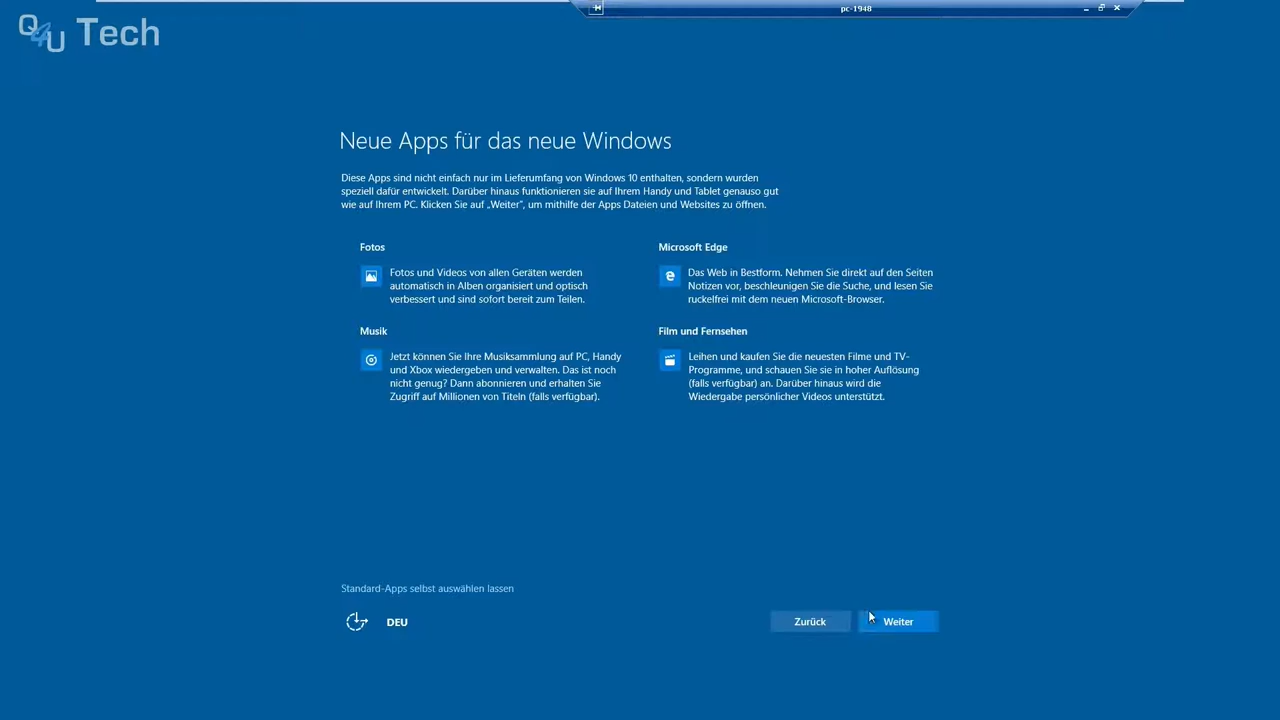 Q4U Tech
pc-1948
Neue Apps für das neue Windows
Diese Apps sind nicht einfach nur im Lieferumfang von Windows 10 enthalten, sondern wurden
speziell dafür entwickelt. Darüber hinaus funktionieren sie auf Ihrem Handy und Tablet genauso gut
wie auf Ihrem PC. Klicken Sie auf „Weiter“, um mithilfe der Apps Dateien und Websites zu öffnen.
Fotos
Fotos und Videos von allen Geräten werden
automatisch in Alben organisiert und optisch
verbessert und sind sofort bereit zum Teilen.
Microsoft Edge
Das Web in Bestform. Nehmen Sie direkt auf den Seiten
Notizen vor, beschleunigen Sie die Suche, und lesen Sie
ruckelfrei mit dem neuen Microsoft-Browser.
Musik
Jetzt können Sie Ihre Musiksammlung auf PC, Handy
und Xbox wiedergeben und verwalten. Das ist noch
nicht genug? Dann abonnieren und erhalten Sie
Zugriff auf Millionen von Titeln (falls verfügbar).
Film und Fernsehen
Leihen und kaufen Sie die neuesten Filme und TV-
Programme, und schauen Sie sie in hoher Auflösung
(falls verfügbar) an. Darüber hinaus wird die
Wiedergabe persönlicher Videos unterstützt.
Standard-Apps selbst auswählen lassen
DEU
Zurück
Weiter